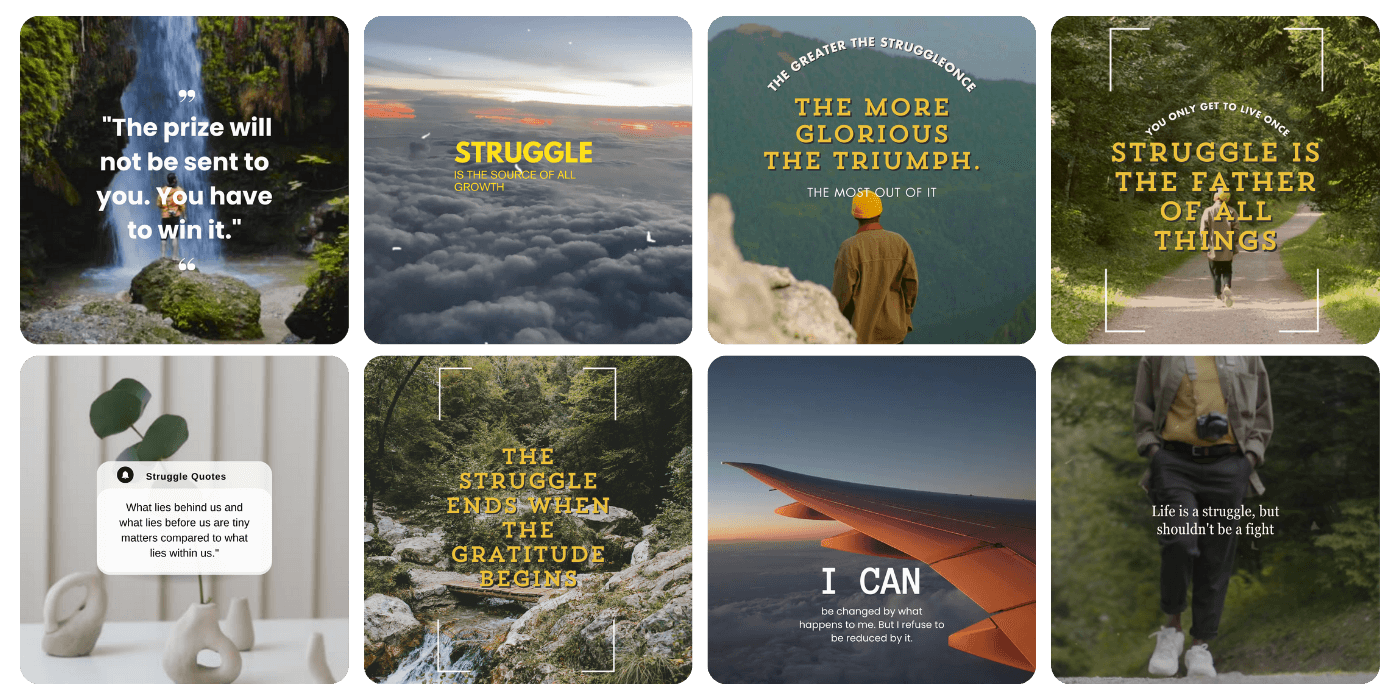 "The prize will
not be sent to
you. You have
to win it."
STRUGGLE
IS THE SOURCE OF ALL
GROWTH
THE GREATER THE STRUGGLEONCE
THE MORE
GLORIOUS
THE TRIUMPH.
THE MOST OUT OF IT
YOU ONLY GET TO LIVE ONCE
STRUGGLE IS
THE FATHER
OF ALL
THINGS
Struggle Quotes
What lies behind us and
what lies before us are tiny
matters compared to what
lies within us."
THE
STRUGGLE
ENDS WHEN
THE
GRATITUDE
BEGINS
I CAN
be changed by what
happens to me. But I refuse to
be reduced by it.
Life is a struggle, but
shouldn't be a fight